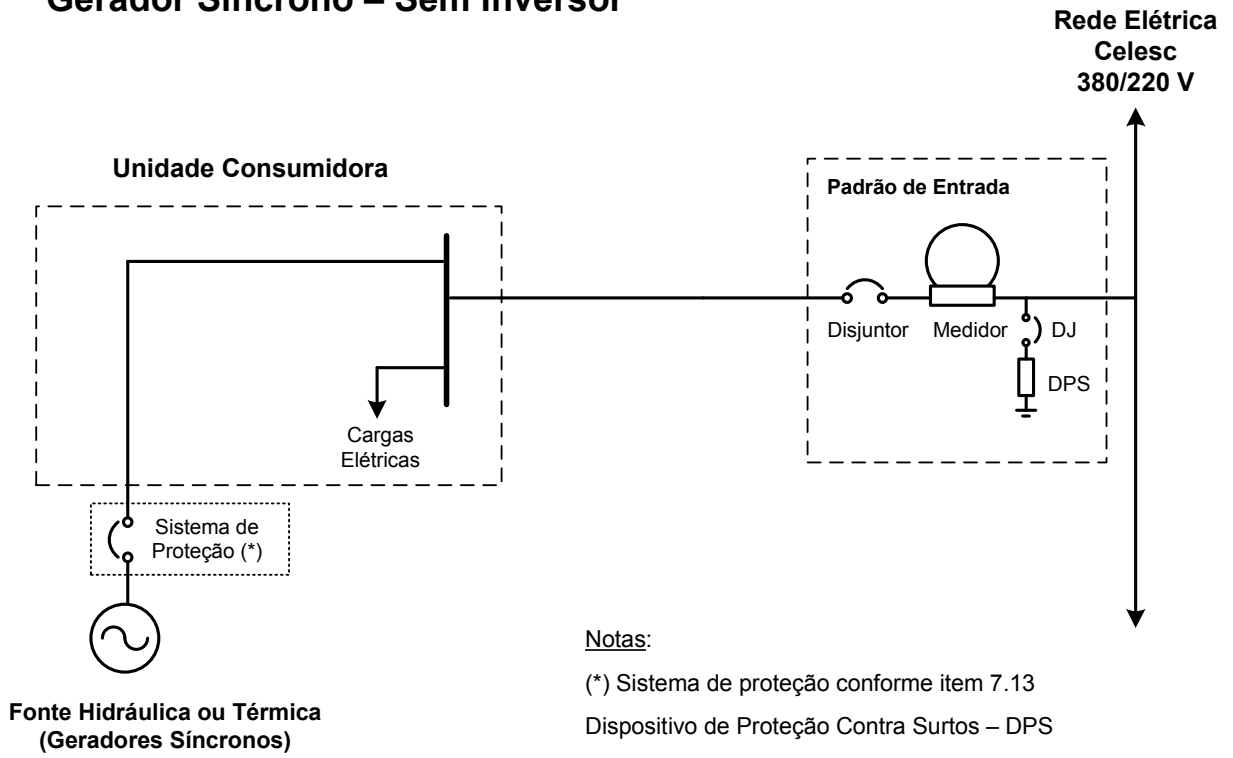 Gerador Síncrono – Sem Inversor
Rede Elétrica
Celesc
380/220 V
Unidade Consumidora
Padrão de Entrada
Disjuntor
Medidor
DJ
DPS
Cargas
Elétricas
Sistema de
Proteção (*)
Fonte Hidráulica ou Térmica
(Geradores Síncronos)
Notas:
(*) Sistema de proteção conforme item 7.13
Dispositivo de Proteção Contra Surtos – DPS